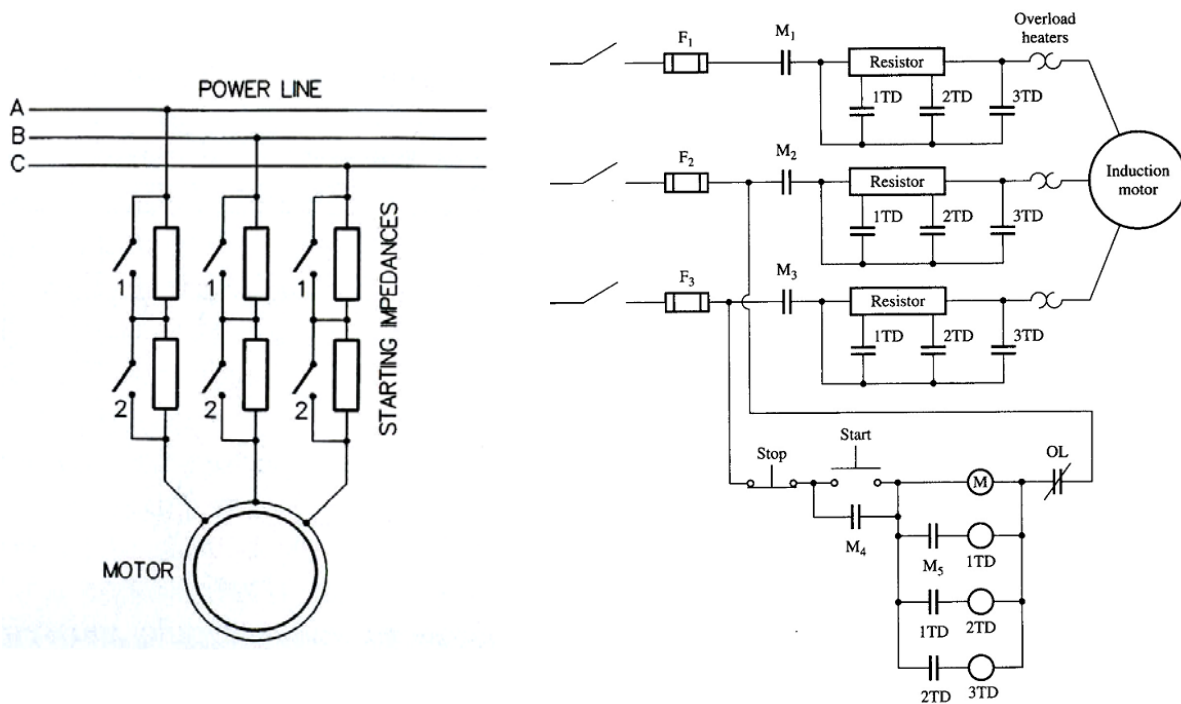 POWER LINE
A
B
C
1
1
1
2
2
2
STARTING IMPEDANCES
MOTOR
Overload
heaters
F1
M1
Resistor
1TD
2TD
3TD
F2
M2
Resistor
1TD
2TD
3TD
Induction
motor
F3
M3
Resistor
1TD
2TD
3TD
Stop
Start
OL
M
M4
M5
1TD
1TD
2TD
2TD
3TD